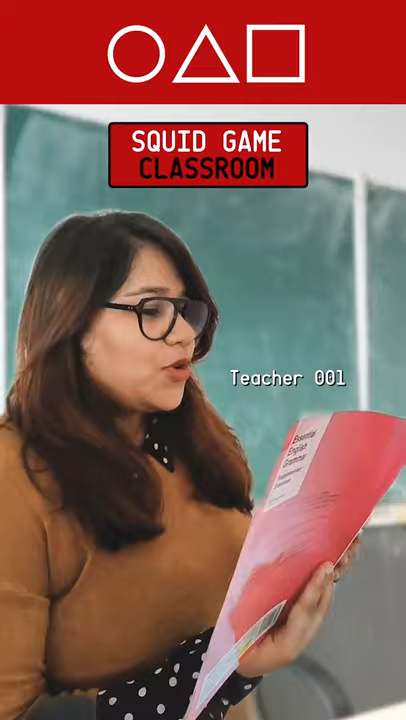 SQUID GAME
CLASSROOM
Teacher 001
Essential
English
Grammar